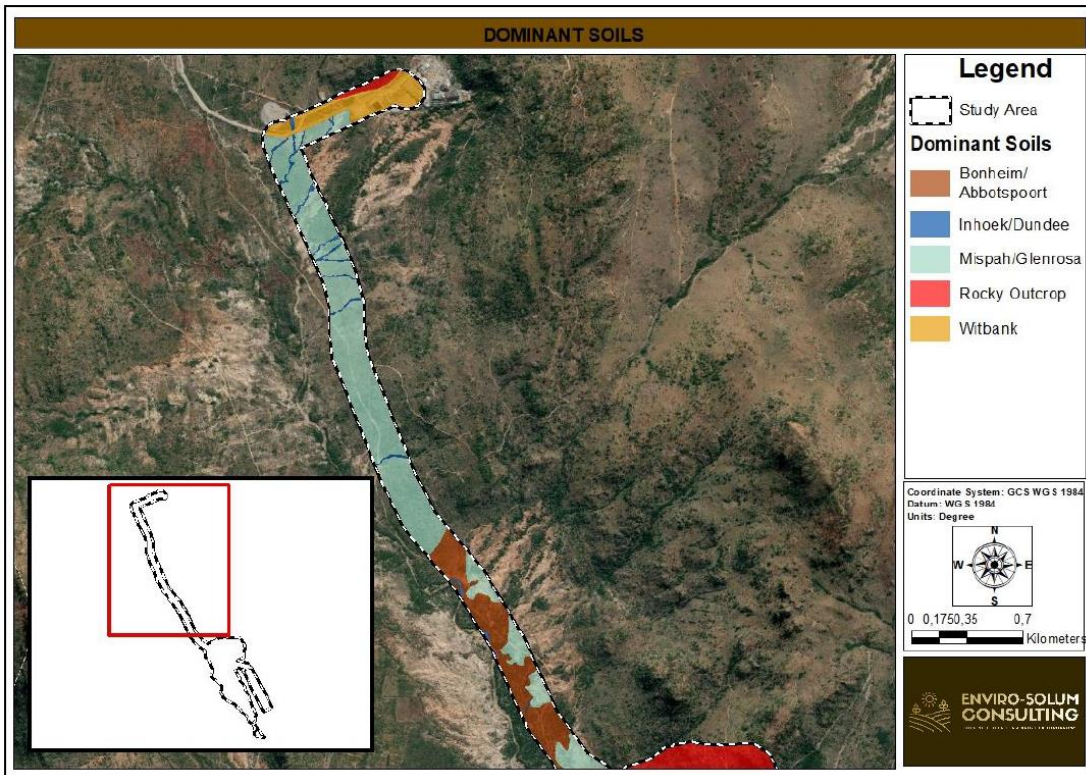 DOMINANT SOILS
Legend
Study Area
Dominant Soils
Bonheim/
Abbotspoort
Inhoek/Dundee
Mispah/Glenrosa
Rocky Outcrop
Witbank
Coordinate System: GCS WGS 1984
Datum: WGS 1984
Units: Degree
N
W E
S
0 0,1750,35 0,7
Kilometers
ENVIRO-SOLUM
CONSULTING